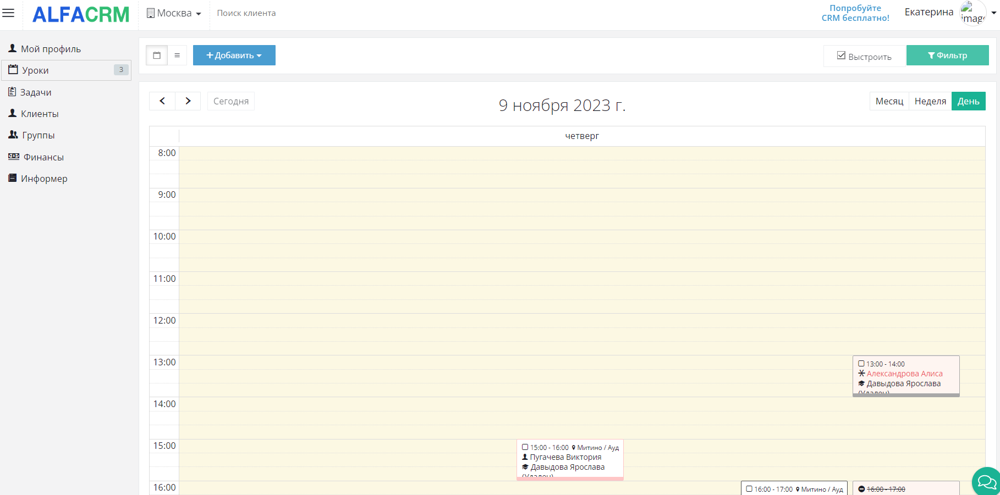 ALFACRM
Москва
Поиск клиента
Попробуйте
CRM бесплатно!
Екатерина
Мой профиль
Уроки
3
Задачи
Клиенты
Группы
Финансы
Информер
Добавить
Выстроить
Фильтр
Сегодня
9 ноября 2023 г.
Месяц
Неделя
День
четверг
8:00
9:00
10:00
11:00
12:00
13:00
13:00 - 14:00
Александрова Алиса
Давыдова Ярослава
(Удален)
14:00
15:00
15:00 - 16:00 Митино / Ауд
Пугачева Виктория
Давыдова Ярослава
(Удален)
16:00
16:00 - 17:00 Митино / Ауд
16:00 - 17:00